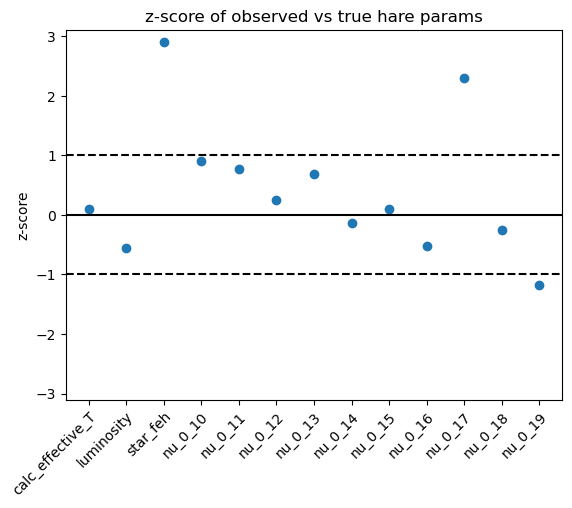 z-score of observed vs true hare params
3
2
1
0
−1
−2
−3
z-score
calc_effective_T
luminosity
star_feh
nu_0_10
nu_0_11
nu_0_12
nu_0_13
nu_0_14
nu_0_15
nu_0_16
nu_0_17
nu_0_18
nu_0_19